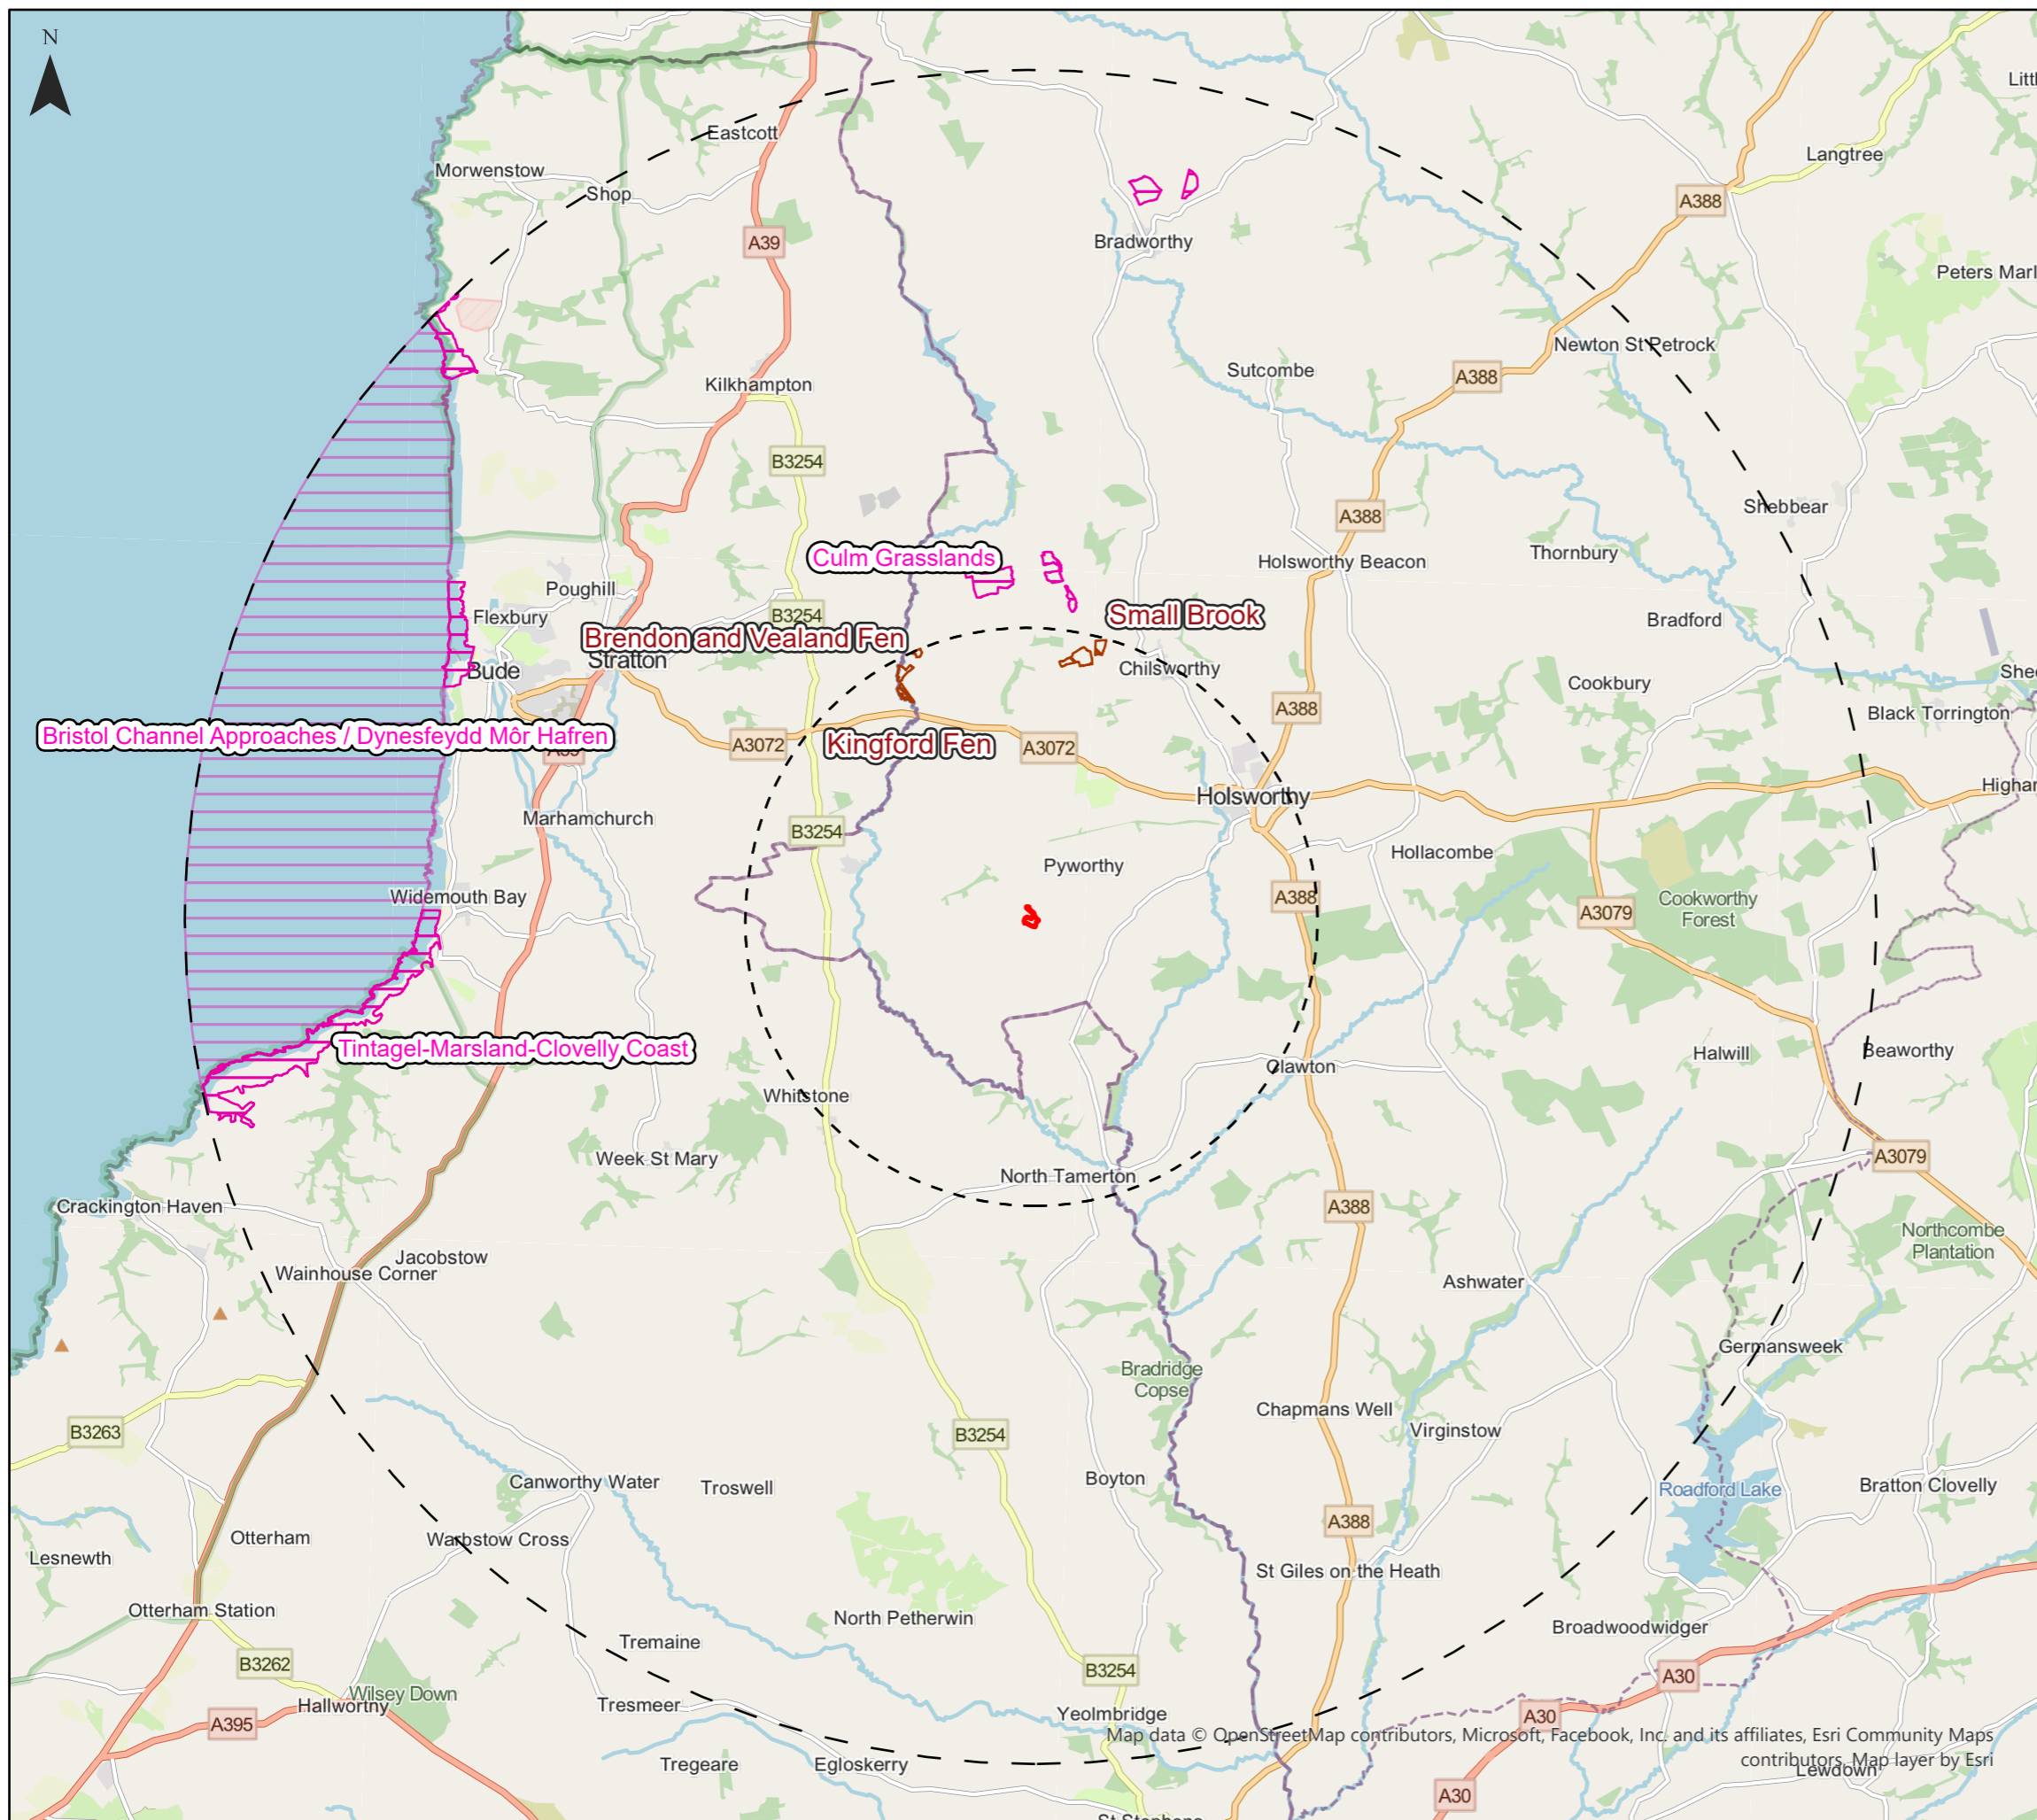 N
Littl
Eastcott
Langtree
Morwenstow
Shop
A388
A39
Bradworthy
Peters Marl
Newton St Petrock
Sutcombe
A388
Kilkhampton
B3254
Shebbear
A388
Culm Grasslands
Thornbury
Holsworthy Beacon
Poughill
Flexbury
B3254
Small Brook
Bradford
Brendon and Vealand Fen
Stratton
Bude
Chilsworthy
Shee
Cookbury
A388
Black Torrington
Bristol Channel Approaches / Dynesfeydd Môr Hafren
A3072
Kingford Fen
A3072
Highar
Holsworthy
Marhamchurch
B3254
Hollacombe
Pyworthy
Widemouth Bay
A388
Cookworthy
Forest
A3079
Tintagel-Marsland-Clovelly Coast
Halwill
Beaworthy
Clawton
Whitstone
Week St Mary
A3079
North Tamerton
Crackington Haven
A388
Northcombe
Plantation
Jacobstow
Wainhouse Corner
Ashwater
Germansweek
Bradridge
Copse
Chapmans Well
B3263
B3254
Virginstow
Canworthy Water
Troswell
Boyton
Roadford Lake
Bratton Clovelly
A388
Otterham
Warbstow Cross
Lesnewth
St Giles on the Heath
Otterham Station
North Petherwin
Broadwoodwidger
Tremaine
B3262
B3254
A30
Wilsey Down
Hallworthy
Tresmeer
Yeolmbridge
A30
A395
Map data © OpenStreetMap contributors, Microsoft, Facebook, Inc. and its affiliates, Esri Community Maps
contributors, Map layer by Esri
Tregeare
Egloskerry
Lewdown
A30
St Stephens